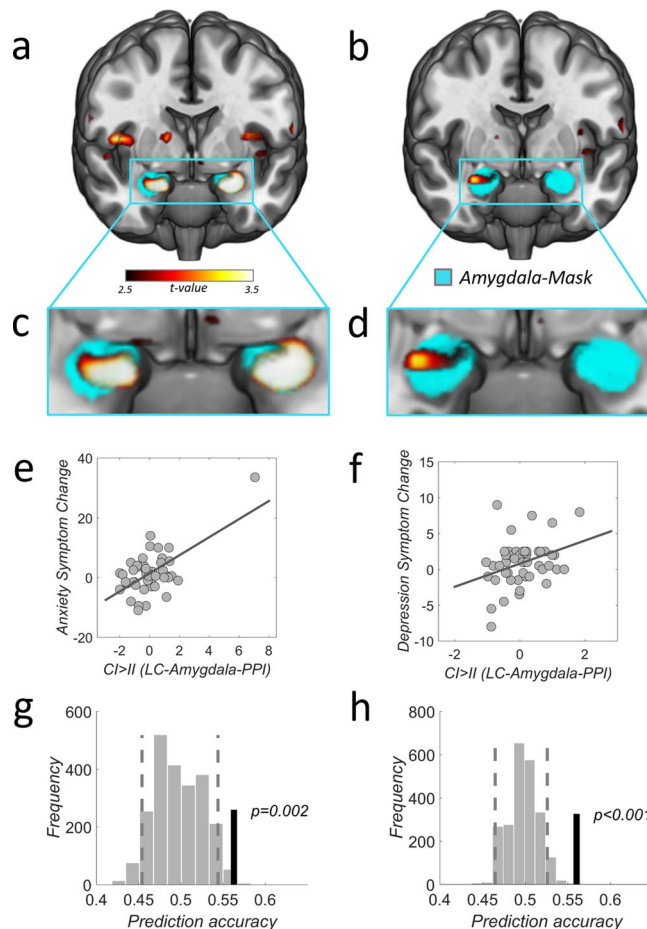 a
b
2.5 t-value 3.5
Amygdala-Mask
c
d
e
f
Anxiety Symptom Change
40
20
0
-20
-2 0 2 4 6 8
CI>II (LC-Amygdala-PPI)
Depression Symptom Change
15
10
5
0
-5
-10
-2 0 2
CI>II (LC-Amygdala-PPI)
g
h
Frequency
600
400
200
0
p=0.002
0.4 0.45 0.5 0.55 0.6
Prediction accuracy
Frequency
800
600
400
200
0
p<0.001
0.4 0.45 0.5 0.55 0.6
Prediction accuracy